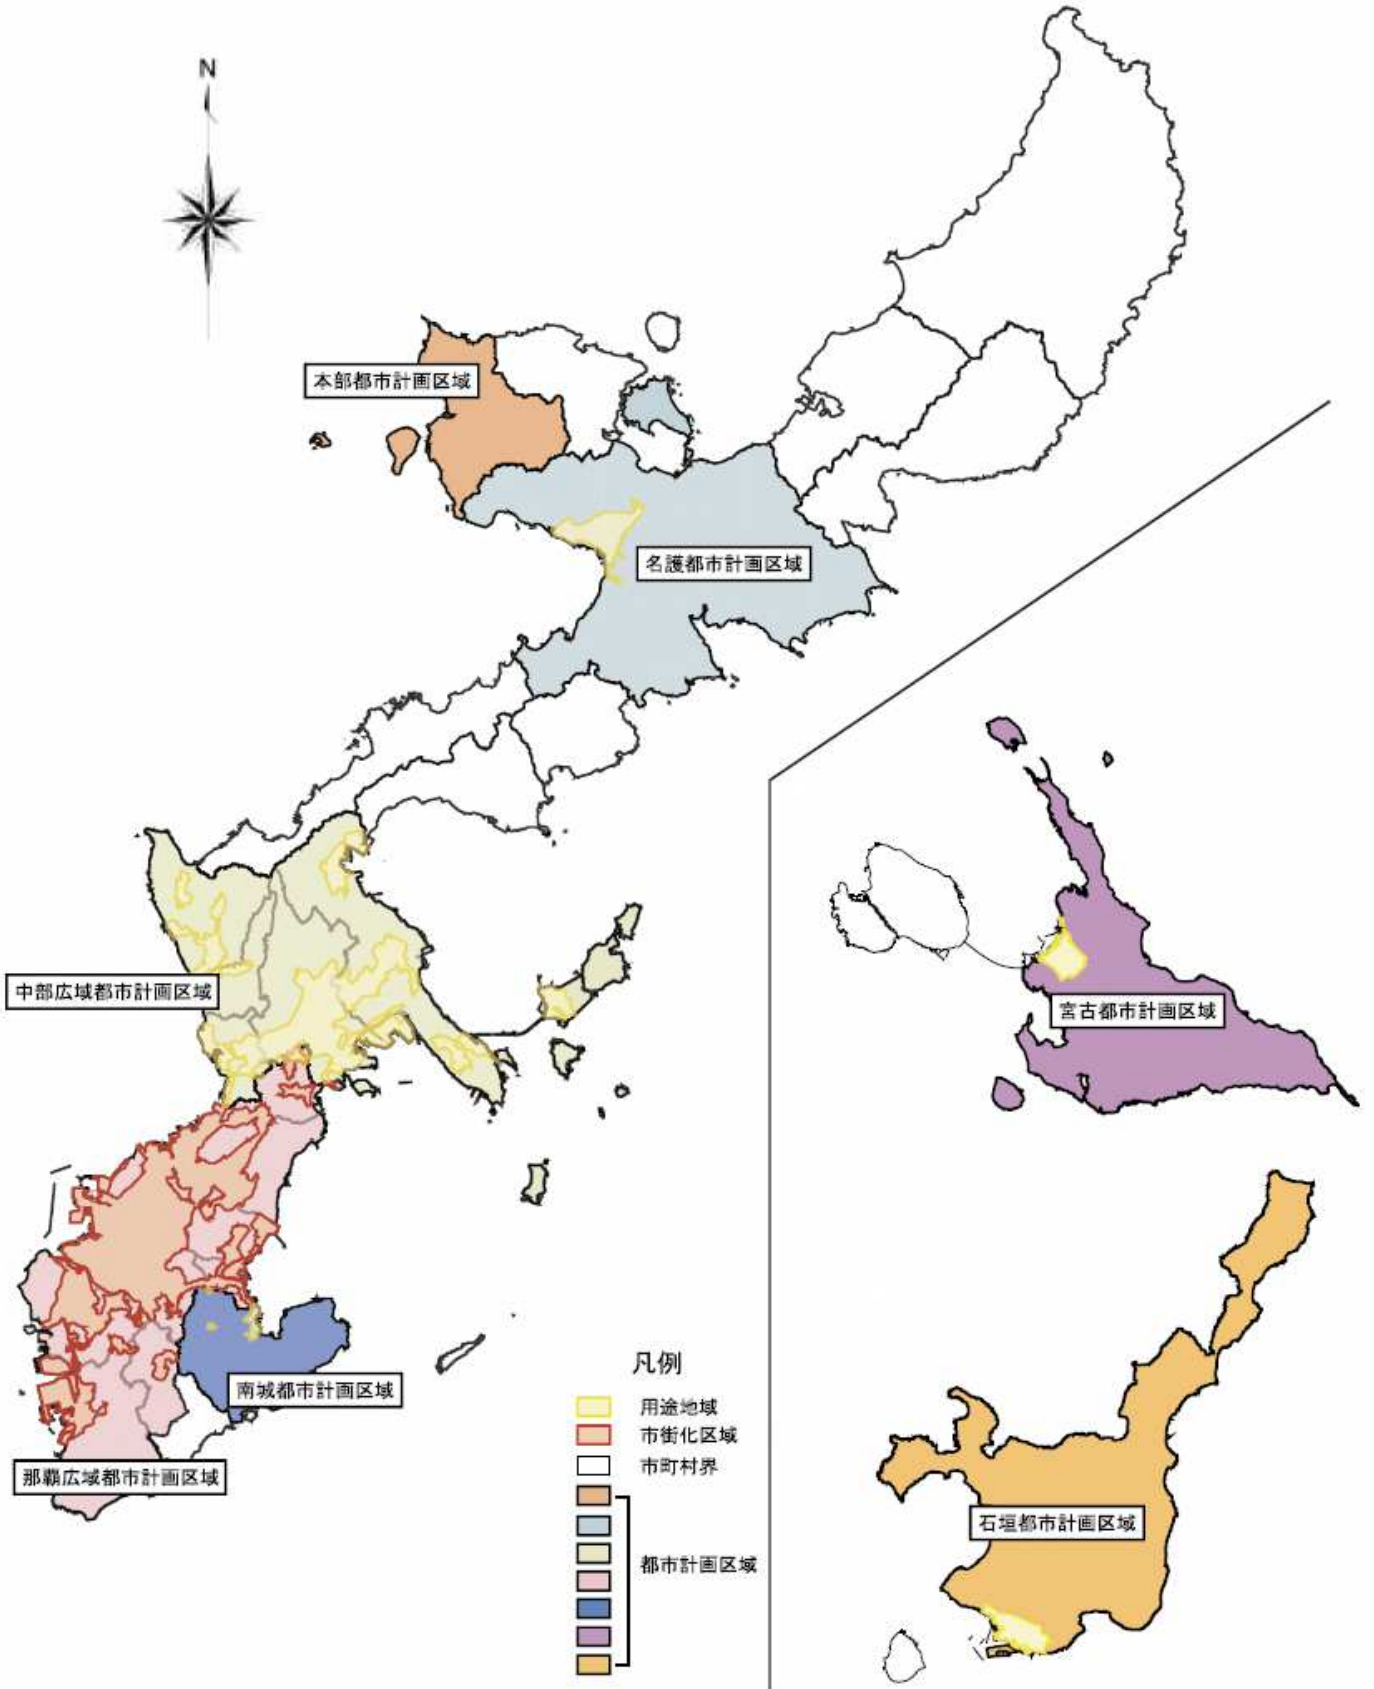 N
本部都市計画区域
名護都市計画区域
中部広域都市計画区域
宮古都市計画区域
南城都市計画区域
那覇広域都市計画区域
石垣都市計画区域
凡例
用途地域
市街化区域
市町村界
都市計画区域